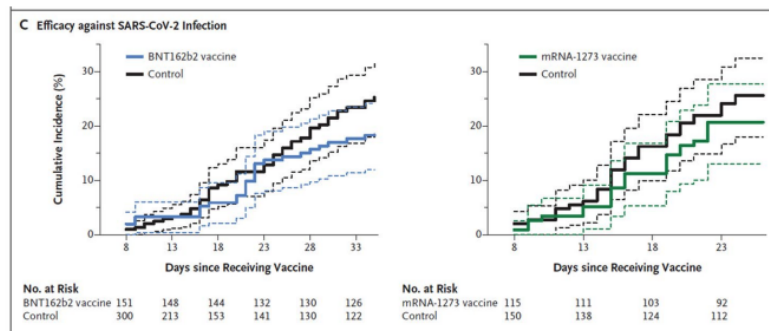 C Efficacy against SARS-CoV-2 Infection
BNT162b2 vaccine
Control
Cumulative Incidence (%)
30
20
10
0
8 13 18 23 28 33
Days since Receiving Vaccine
No. at Risk
BNT162b2 vaccine 151 148 144 132 130 126
Control 300 213 153 141 130 122
mRNA-1273 vaccine
Control
30
20
10
0
8 13 18 23
Days since Receiving Vaccine
No. at Risk
mRNA-1273 vaccine 115 111 103 92
Control 150 138 124 112